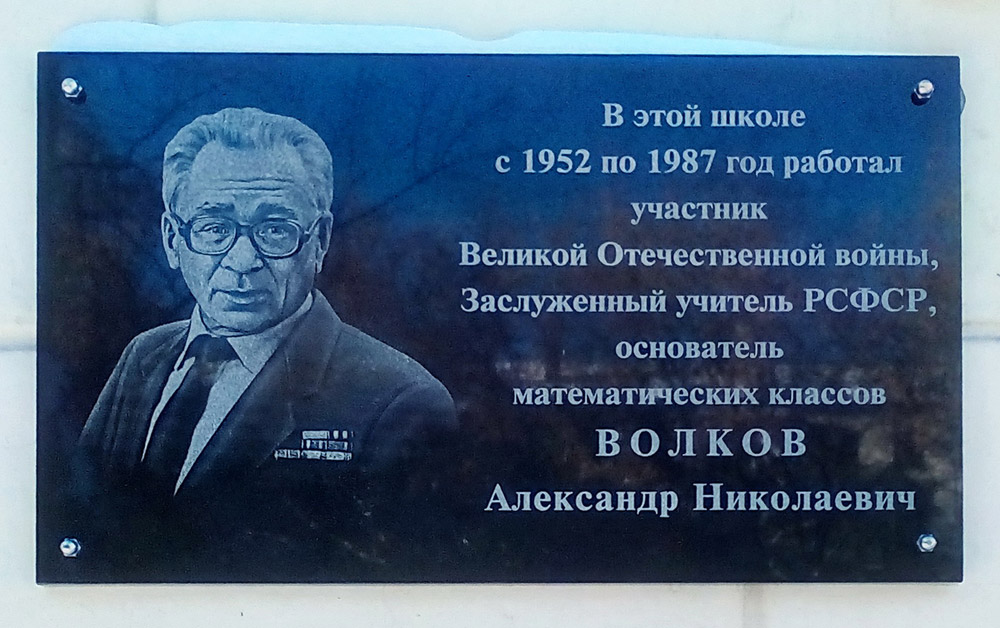 В этой школе
с 1952 по 1987 год работал
участник
Великой Отечественной войны,
Заслуженный учитель РСФСР,
основатель
математических классов
ВОЛКОВ
Александр Николаевич